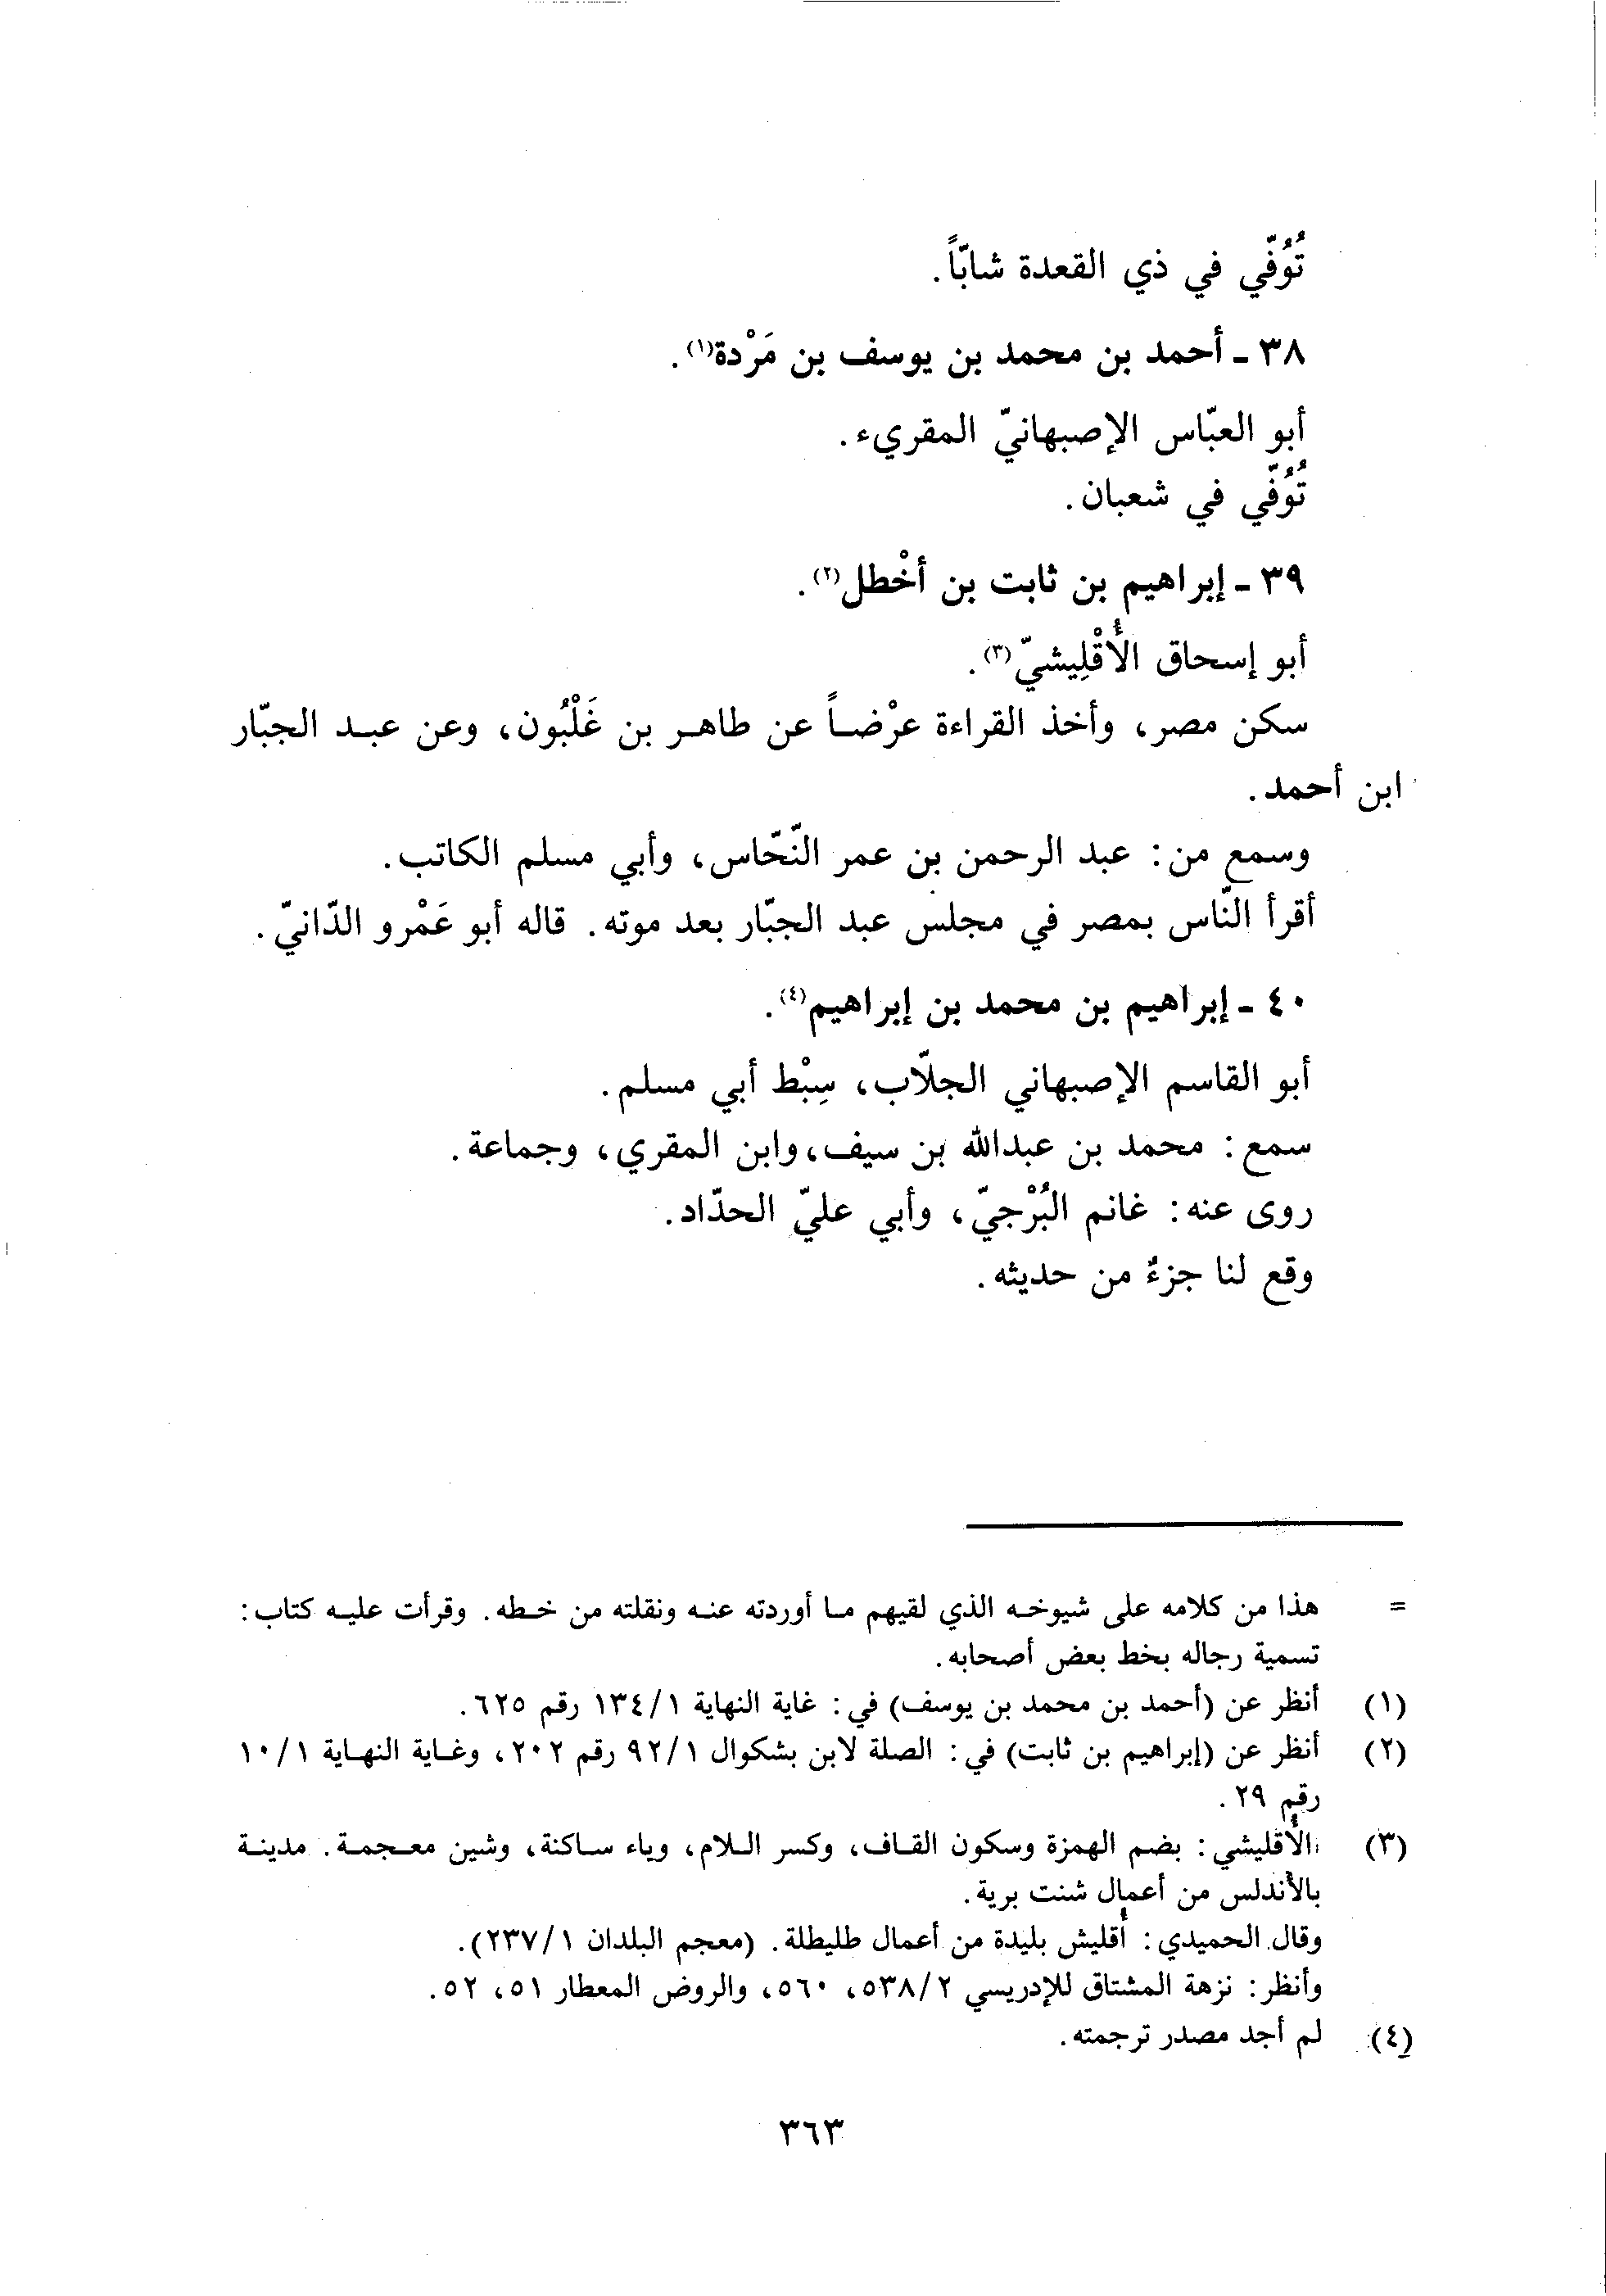 تُوُفّي في ذي القعدة شابّاً.
٣٨ ـ أحمد بن محمد بن يوسف بن مَرْدة(١).
أبو العبّاس الإصبهانيّ المقريء.
تُوُفّي في شعبان.
٣٩ ـ إبراهيم بن ثابت بن أخْطل(٢).
أبو إسحاق الأُقْلِيشيّ(٣).
سكن مصر، وأخذ القراءة عرْضاً عن طاهر بن غَلْبُون، وعن عبد الجبّار
ابن أحمد.
وسمع من: عبد الرحمن بن عمر النّحّاس، وأبي مسلم الكاتب.
أقرأ النّاس بمصر في مجلس عبد الجبّار بعد موته. قاله أبو عَمْرو الدّانيّ.
٤٠ ـ إبراهيم بن محمد بن إبراهيم(٤).
أبو القاسم الإصبهاني الجلّاب، سِبْط أبي مسلم.
سمع: محمد بن عبدالله بن سيف، وابن المقري، وجماعة.
روى عنه: غانم البُرْجيّ، وأبي عليّ الحدّاد.
وقع لنا جزءٌ من حديثه.
= هذا من كلامه على شيوخه الذي لقيهم ما أوردته عنه ونقلته من خطه. وقرأت عليه كتاب:
تسمية رجاله بخط بعض أصحابه.
(١) أنظر عن (أحمد بن محمد بن يوسف) في: غاية النهاية ١/١٣٤ رقم ٦٢٥.
(٢) أنظر عن (إبراهيم بن ثابت) في: الصلة لابن بشكوال ١/٩٢ رقم ٢٠٢، وغاية النهاية ١/١٠
رقم ٢٩.
(٣) الأُقليشي: بضم الهمزة وسكون القاف، وكسر اللام، وياء ساكنة، وشين معجمة. مدينة
بالأندلس من أعمال شنت برية.
وقال الحميدي: أُقليش بليدة من أعمال طليطلة. (معجم البلدان ١/٢٣٧).
وأنظر: نزهة المشتاق للإدريسي ٢/٥٣٨، ٥٦٠، والروض المعطار ٥١، ٥٢.
(٤) لم أجد مصدر ترجمته.
٣٦٣